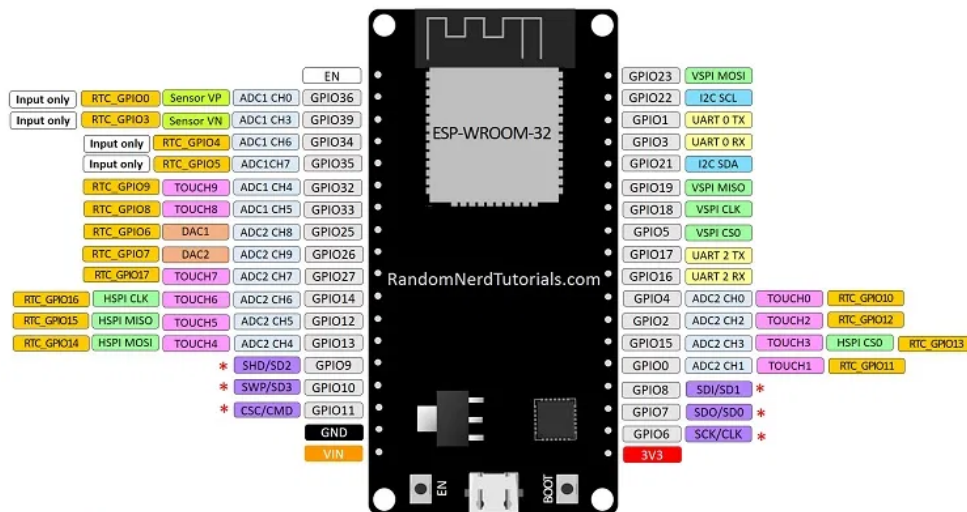 EN
Input only RTC_GPIO0 Sensor VP ADC1 CH0 GPIO36
Input only RTC_GPIO3 Sensor VN ADC1 CH3 GPIO39
Input only RTC_GPIO4 ADC1 CH6 GPIO34
Input only RTC_GPIO5 ADC1CH7 GPIO35
RTC_GPIO9 TOUCH9 ADC1 CH4 GPIO32
RTC_GPIO8 TOUCH8 ADC1 CH5 GPIO33
RTC_GPIO6 DAC1 ADC2 CH8 GPIO25
RTC_GPIO7 DAC2 ADC2 CH9 GPIO26
RTC_GPIO17 TOUCH7 ADC2 CH7 GPIO27
RTC_GPIO16 HSPI CLK TOUCH6 ADC2 CH6 GPIO14
RTC_GPIO15 HSPI MISO TOUCH5 ADC2 CH5 GPIO12
RTC_GPIO14 HSPI MOSI TOUCH4 ADC2 CH4 GPIO13
* SHD/SD2 GPIO9
* SWP/SD3 GPIO10
* CSC/CMD GPIO11
GND
VIN
ESP-WROOM-32
RandomNerdTutorials.com
EN
BOOT
GPIO23 VSPI MOSI
GPIO22 I2C SCL
GPIO1 UART 0 TX
GPIO3 UART 0 RX
GPIO21 I2C SDA
GPIO19 VSPI MISO
GPIO18 VSPI CLK
GPIO5 VSPI CS0
GPIO17 UART 2 TX
GPIO16 UART 2 RX
GPIO4 ADC2 CH0 TOUCH0 RTC_GPIO10
GPIO2 ADC2 CH2 TOUCH2 RTC_GPIO12
GPIO15 ADC2 CH3 TOUCH3 HSPI CS0 RTC_GPIO13
GPIO0 ADC2 CH1 TOUCH1 RTC_GPIO11
GPIO8 SDI/SD1 *
GPIO7 SDO/SD0 *
GPIO6 SCK/CLK *
3V3